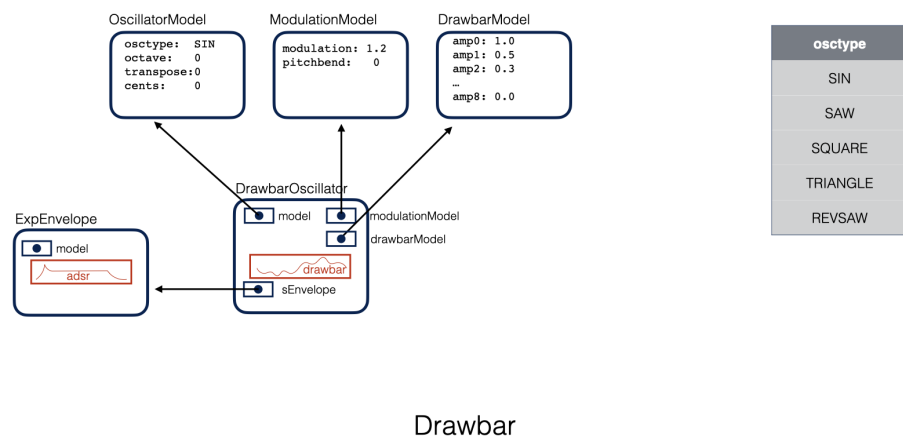 OscillatorModel
osctype: SIN
octave: 0
transpose:0
cents: 0
ModulationModel
modulation: 1.2
pitchbend: 0
DrawbarModel
amp0: 1.0
amp1: 0.5
amp2: 0.3
…
amp8: 0.0
osctype
SIN
SAW
SQUARE
TRIANGLE
REVSAW
DrawbarOscillator
model
modulationModel
drawbarModel
drawbar
sEnvelope
ExpEnvelope
model
adsr
Drawbar